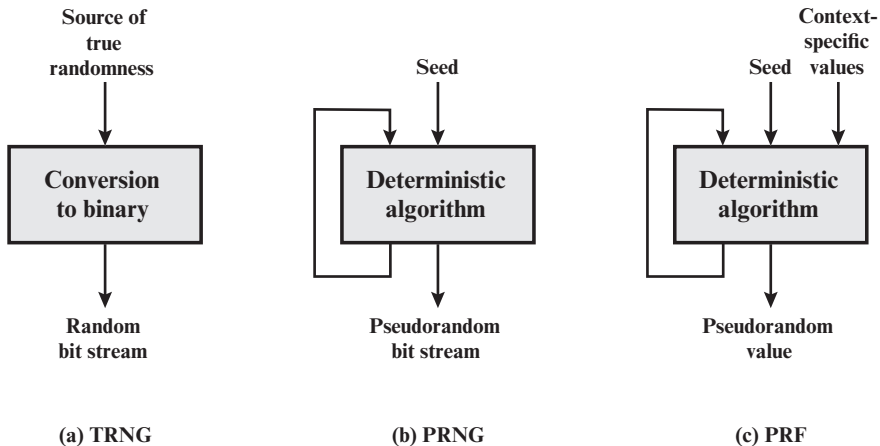 Source of
true
randomness
Conversion
to binary
Random
bit stream
(a) TRNG
Seed
Deterministic
algorithm
Pseudorandom
bit stream
(b) PRNG
Context-
specific
values
Seed
Deterministic
algorithm
Pseudorandom
value
(c) PRF